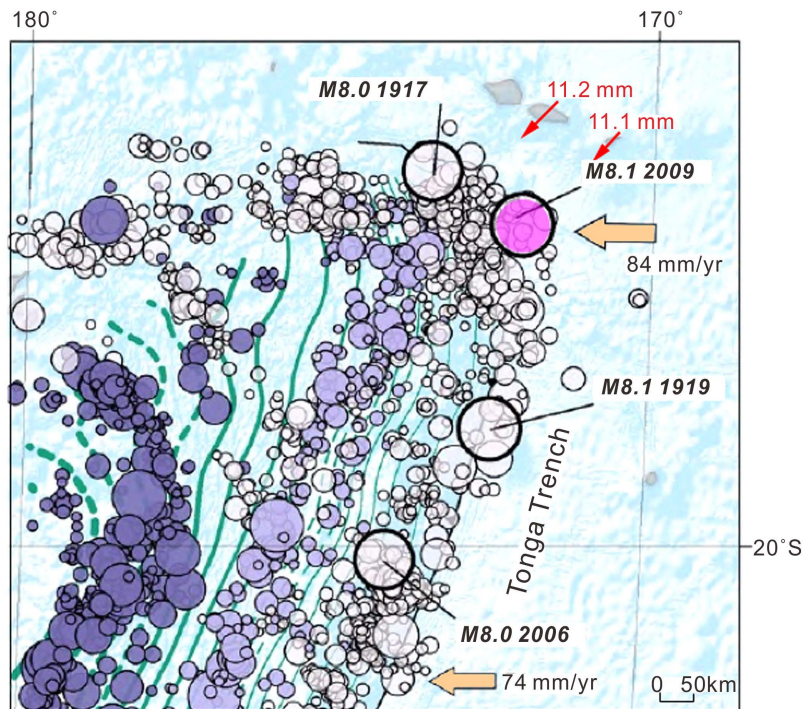 180°
170°
M8.0 1917
11.2 mm
11.1 mm
M8.1 2009
84 mm/yr
M8.1 1919
Tonga Trench
20°S
M8.0 2006
74 mm/yr
0 50km